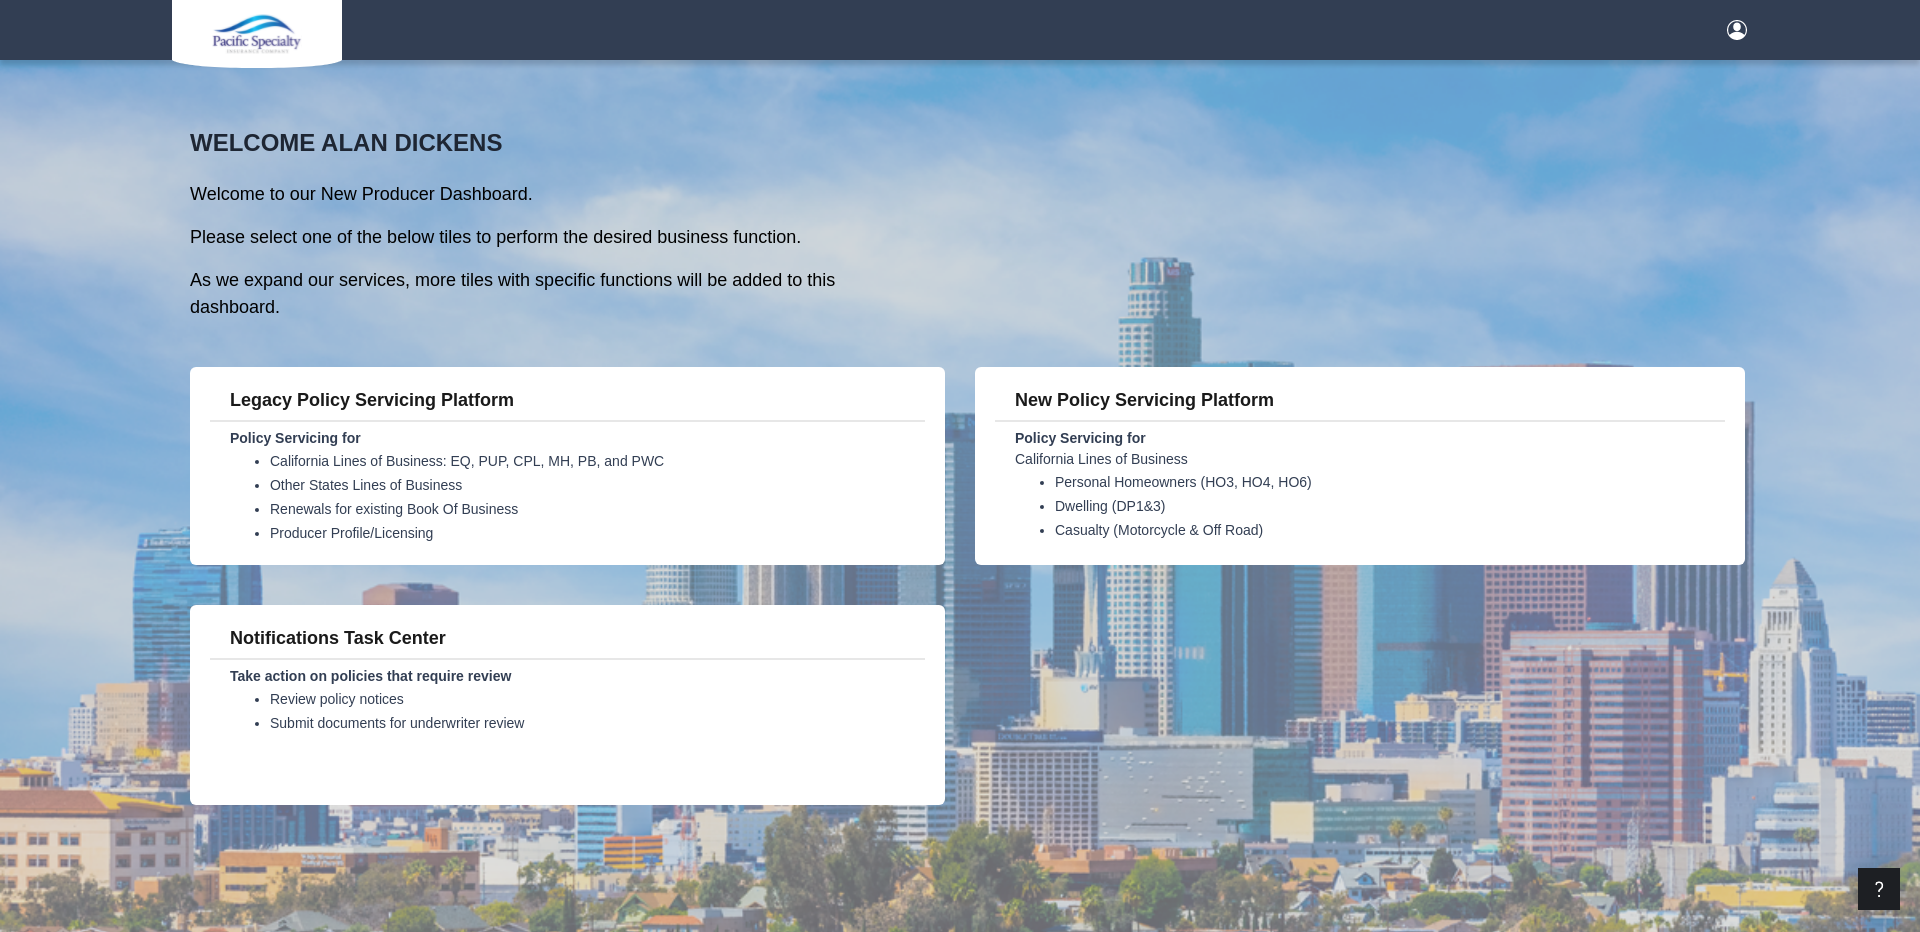 Pacific Specialty
INSURANCE COMPANY
WELCOME ALAN DICKENS
Welcome to our New Producer Dashboard.
Please select one of the below tiles to perform the desired business function.
As we expand our services, more tiles with specific functions will be added to this
dashboard.
Legacy Policy Servicing Platform
Policy Servicing for
• California Lines of Business: EQ, PUP, CPL, MH, PB, and PWC
• Other States Lines of Business
• Renewals for existing Book Of Business
• Producer Profile/Licensing
New Policy Servicing Platform
Policy Servicing for
California Lines of Business
• Personal Homeowners (HO3, HO4, HO6)
• Dwelling (DP1&3)
• Casualty (Motorcycle & Off Road)
Notifications Task Center
Take action on policies that require review
• Review policy notices
• Submit documents for underwriter review
DOUBLETREE
?